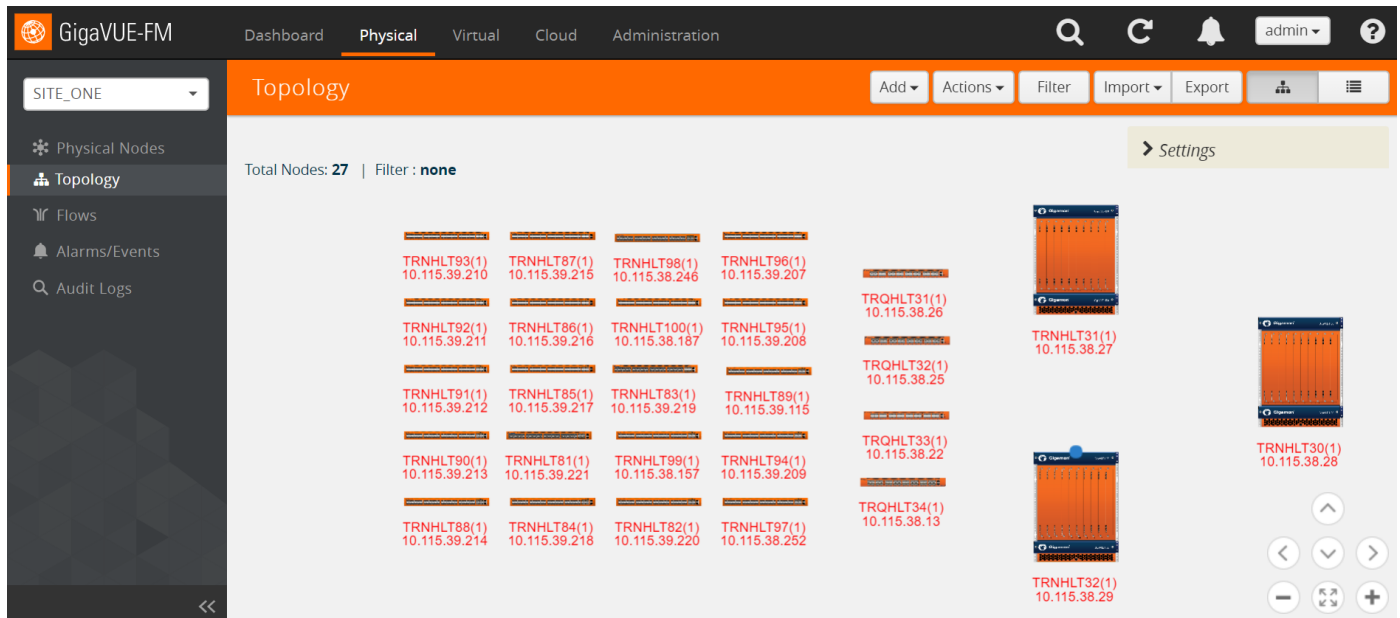 GigaVUE-FM
Dashboard Physical Virtual Cloud Administration
admin
SITE_ONE
Topology
Add Actions Filter Import Export
Physical Nodes
Topology
Flows
Alarms/Events
Audit Logs
Settings
Total Nodes: 27 | Filter : none
TRNHLT93(1)
10.115.39.210
TRNHLT87(1)
10.115.39.215
TRNHLT98(1)
10.115.38.246
TRNHLT96(1)
10.115.39.207
TRNHLT92(1)
10.115.39.211
TRNHLT86(1)
10.115.39.216
TRNHLT100(1)
10.115.38.187
TRNHLT95(1)
10.115.39.208
TRNHLT91(1)
10.115.39.212
TRNHLT85(1)
10.115.39.217
TRNHLT83(1)
10.115.39.219
TRNHLT89(1)
10.115.39.115
TRNHLT90(1)
10.115.39.213
TRNHLT81(1)
10.115.39.221
TRNHLT99(1)
10.115.38.157
TRNHLT94(1)
10.115.39.209
TRNHLT88(1)
10.115.39.214
TRNHLT84(1)
10.115.39.218
TRNHLT82(1)
10.115.39.220
TRNHLT97(1)
10.115.38.252
TRQHLT31(1)
10.115.38.26
TRQHLT32(1)
10.115.38.25
TRQHLT33(1)
10.115.38.22
TRQHLT34(1)
10.115.38.13
Gigamon
Gigamon
TRNHLT31(1)
10.115.38.27
Gigamon
Gigamon
TRNHLT32(1)
10.115.38.29
Gigamon
Gigamon
TRNHLT30(1)
10.115.38.28